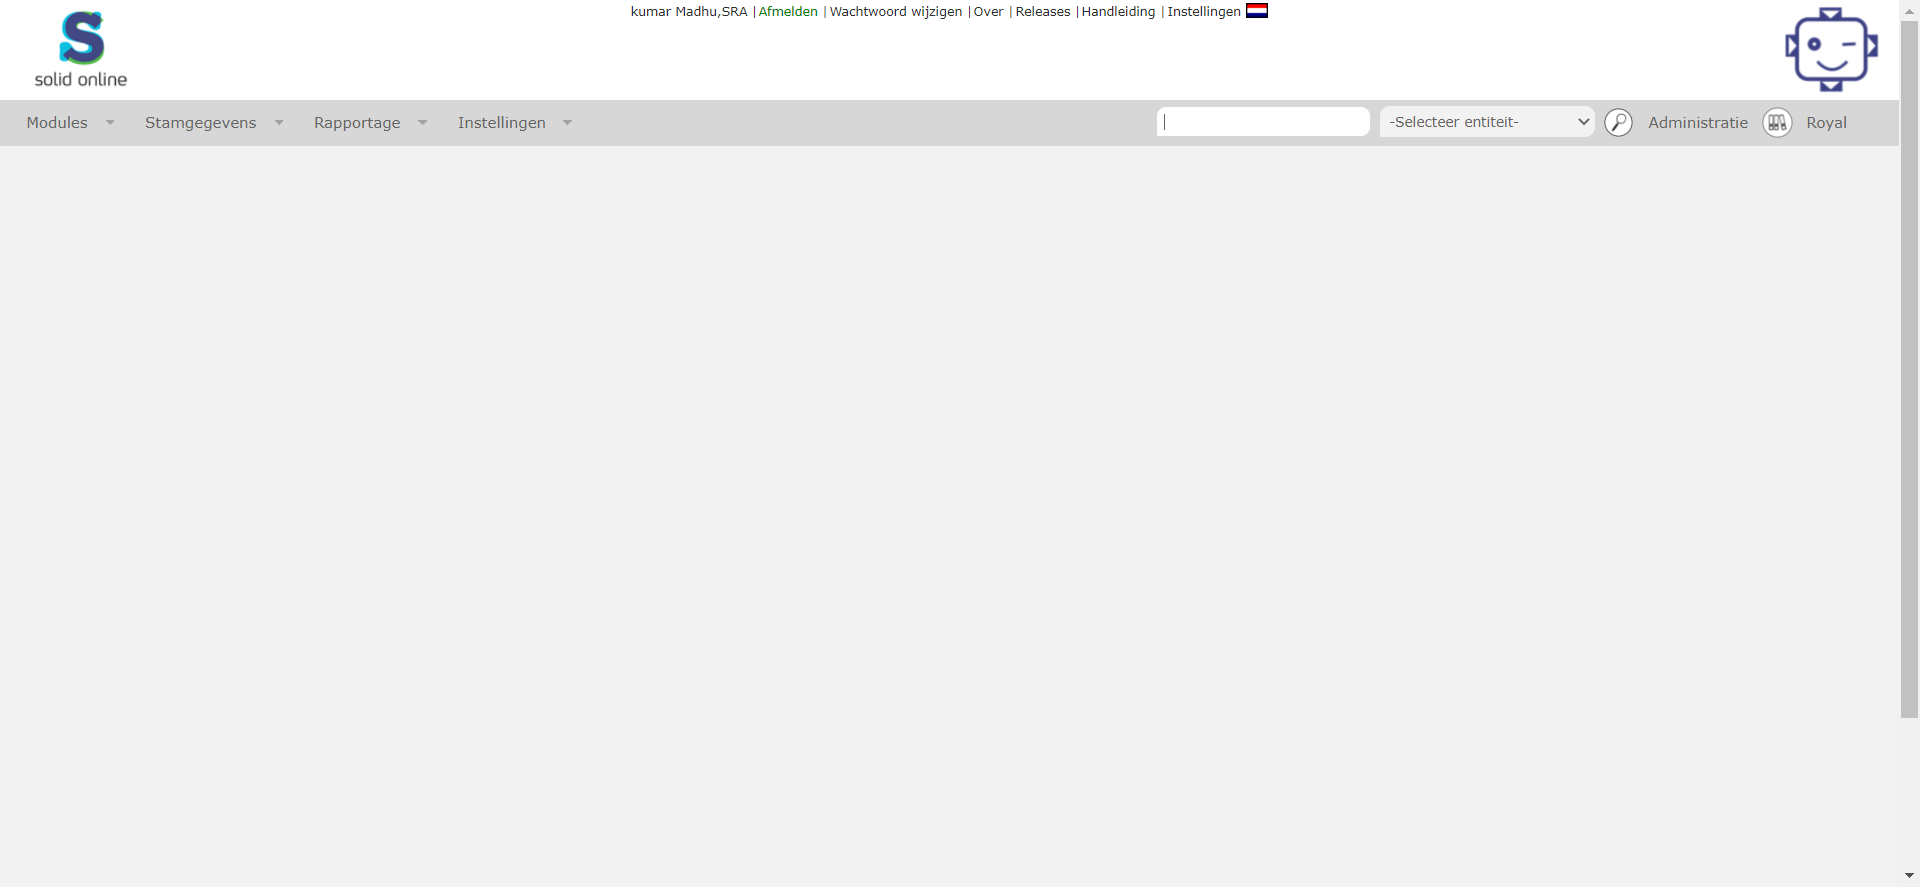 kumar Madhu,SRA |Afmelden |Wachtwoord wijzigen |Over |Releases |Handleiding |Instellingen
S
solid online
Modules Stamgegevens Rapportage Instellingen -Selecteer entiteit- Administratie Royal